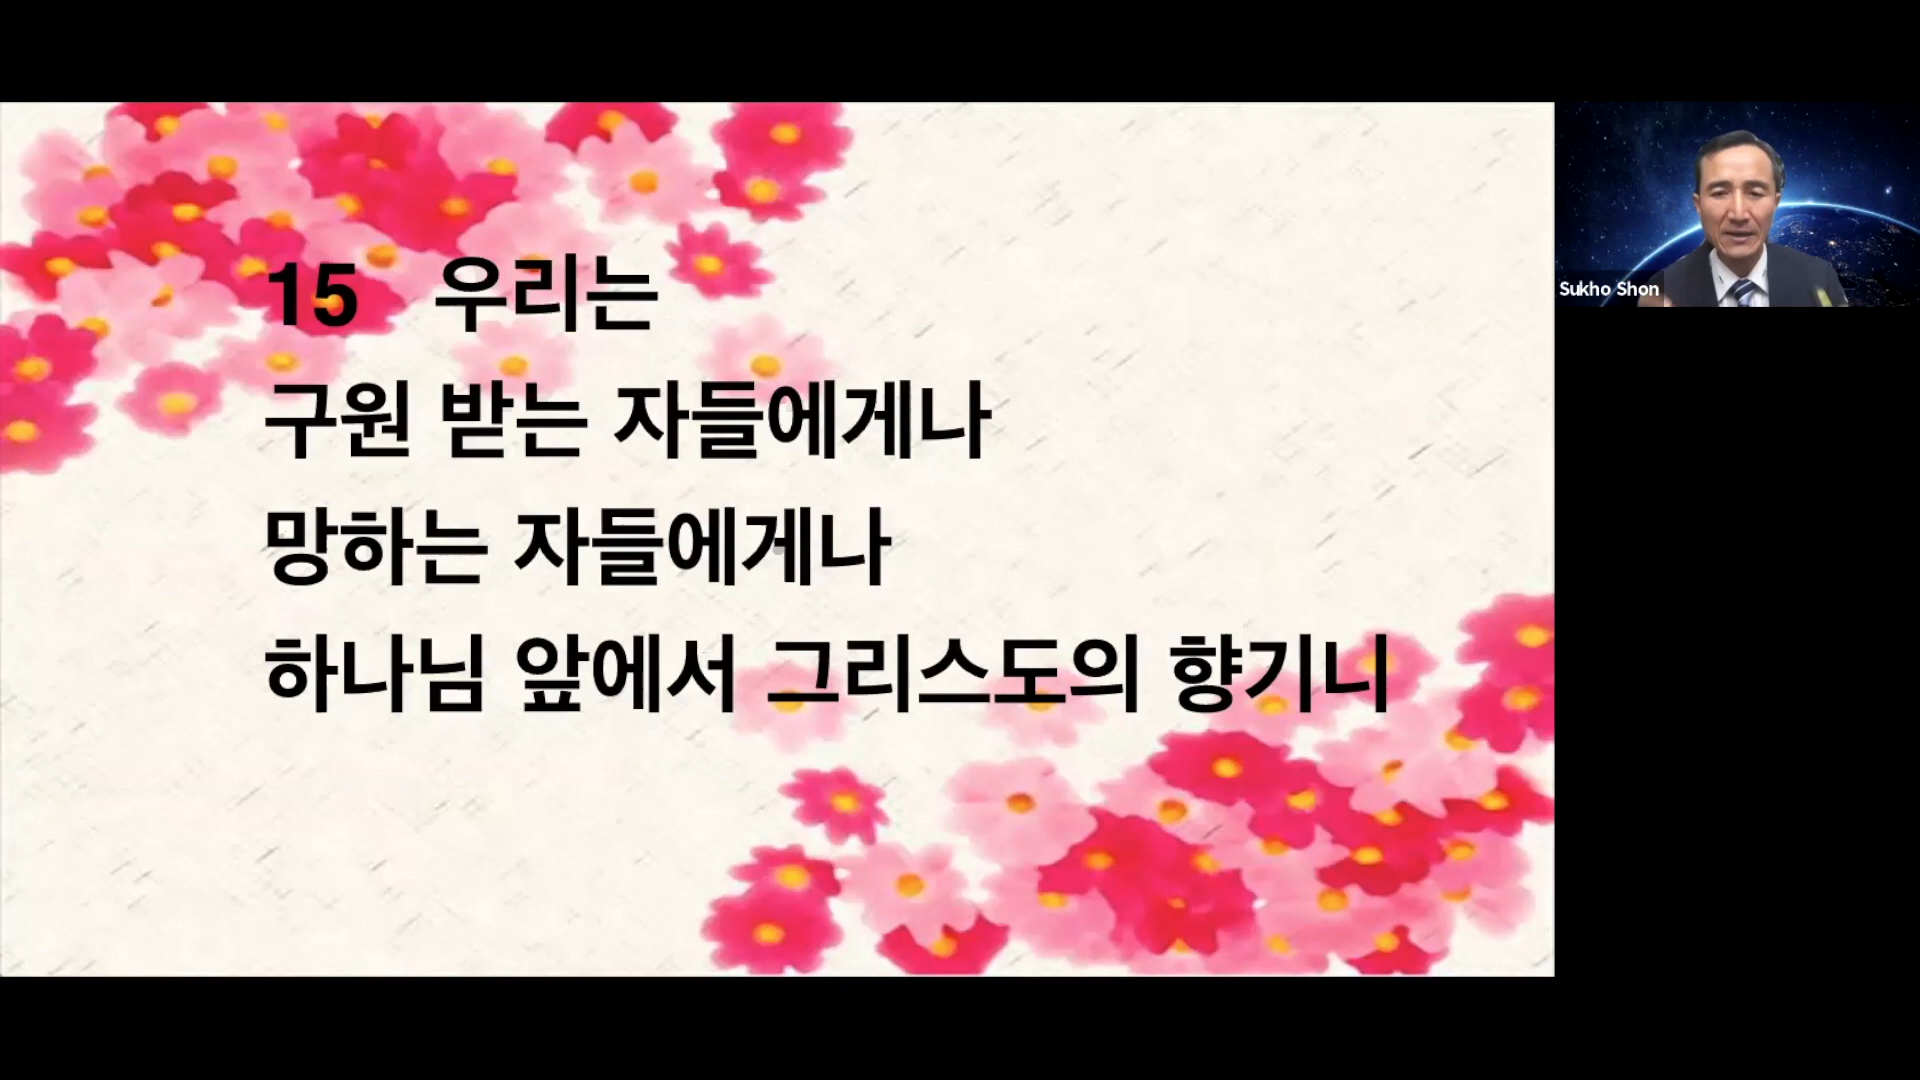 15 우리는
구원 받는 자들에게나
망하는 자들에게나
하나님 앞에서 그리스도의 향기니
Sukho Shon